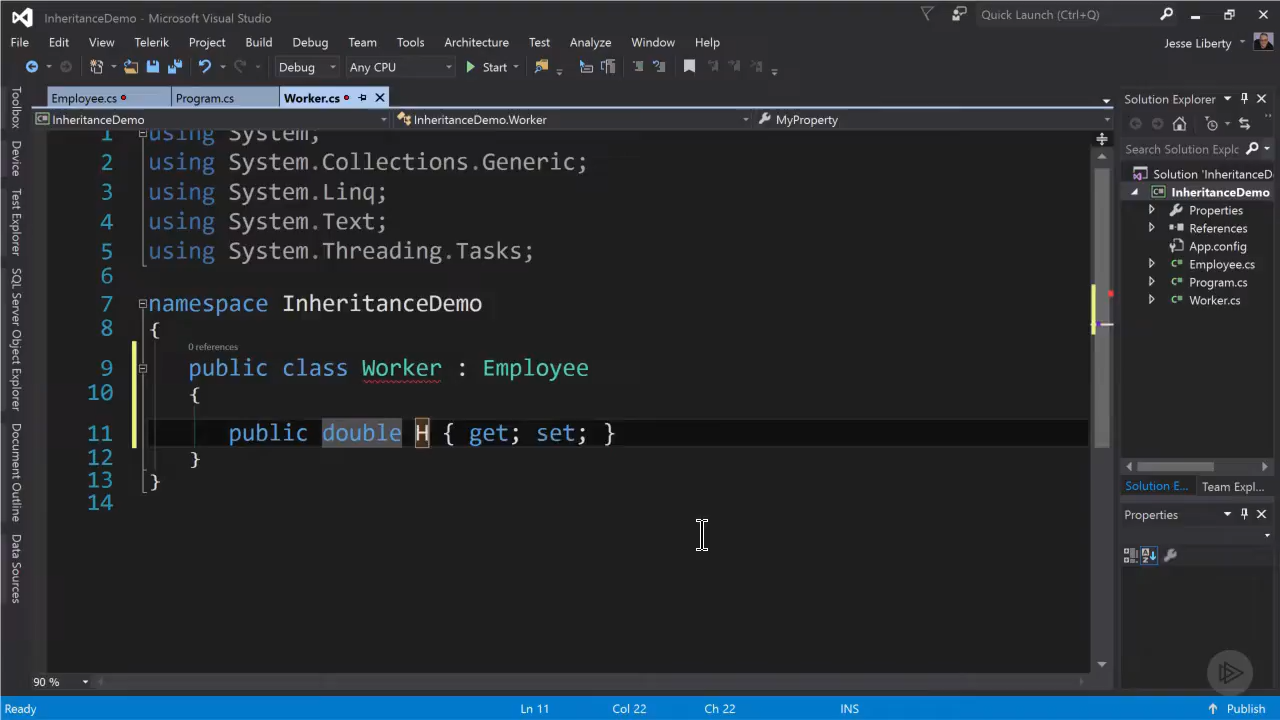 InheritanceDemo - Microsoft Visual Studio
Quick Launch (Ctrl+Q)
File Edit View Telerik Project Build Debug Team Tools Architecture Test Analyze Window Help
Jesse Liberty
Debug Any CPU Start
Employee.cs Program.cs Worker.cs
InheritanceDemo InheritanceDemo.Worker MyProperty
Toolbox
Device
Test Explorer
SQL Server Object Explorer
Document Outline
Data Sources
1 using System;
2 using System.Collections.Generic;
3 using System.Linq;
4 using System.Text;
5 using System.Threading.Tasks;
6
7 namespace InheritanceDemo
8 {
0 references
9 public class Worker : Employee
10 {
11 public double H { get; set; }
12 }
13 }
14
90 %
Solution Explorer
Search Solution Explc
Solution 'InheritanceD
InheritanceDemo
Properties
References
App.config
Employee.cs
Program.cs
Worker.cs
Solution E... Team Expl...
Properties
Ready Ln 11 Col 22 Ch 22 INS Publish